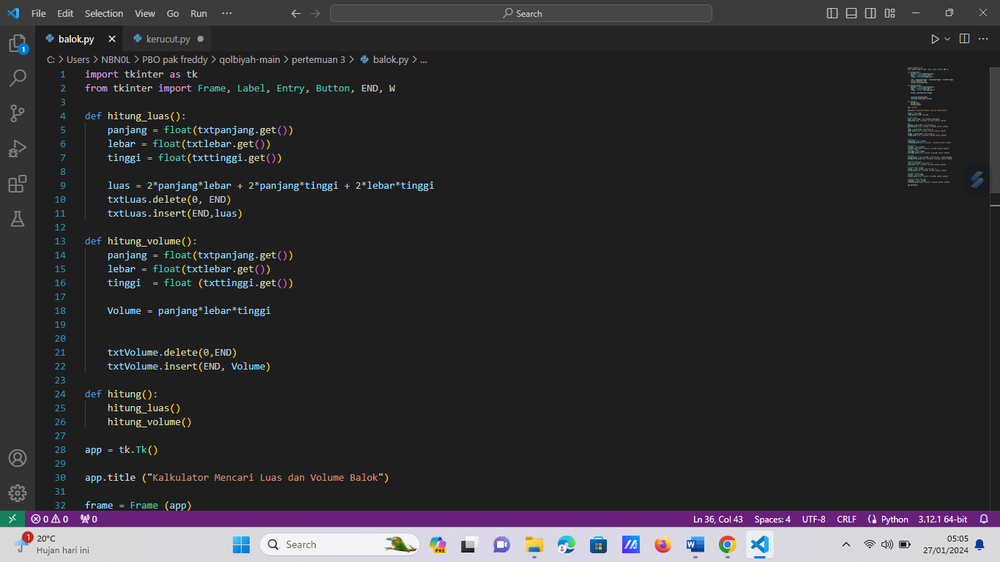 File Edit Selection View Go Run ... Search
balok.py kerucut.py
C: > Users > NBN0L > PBO pak freddy > qolbiyah-main > pertemuan 3 > balok.py > ...
1 import tkinter as tk
2 from tkinter import Frame, Label, Entry, Button, END, W
3
4 def hitung_luas():
5 panjang = float(txtpanjang.get())
6 lebar = float(txtlebar.get())
7 tinggi = float(txttinggi.get())
8
9 luas = 2*panjang*lebar + 2*panjang*tinggi + 2*lebar*tinggi
10 txtLuas.delete(0, END)
11 txtLuas.insert(END,luas)
12
13 def hitung_volume():
14 panjang = float(txtpanjang.get())
15 lebar = float(txtlebar.get())
16 tinggi  = float (txttinggi.get())
17
18 Volume = panjang*lebar*tinggi
19
20
21 txtVolume.delete(0,END)
22 txtVolume.insert(END, Volume)
23
24 def hitung():
25 hitung_luas()
26 hitung_volume()
27
28 app = tk.Tk()
29
30 app.title ("Kalkulator Mencari Luas dan Volume Balok")
31
32 frame = Frame (app)
1
0 0 0 Ln 36, Col 43 Spaces: 4 UTF-8 CRLF Python 3.12.1 64-bit
1 20°C
Hujan hari ini
Search
PRE
05:05
27/01/2024